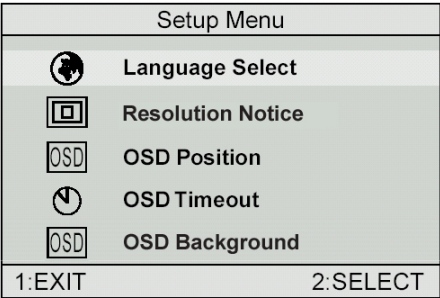 Setup Menu
Language Select
Resolution Notice
OSD OSD Position
OSD Timeout
OSD OSD Background
1:EXIT 2:SELECT